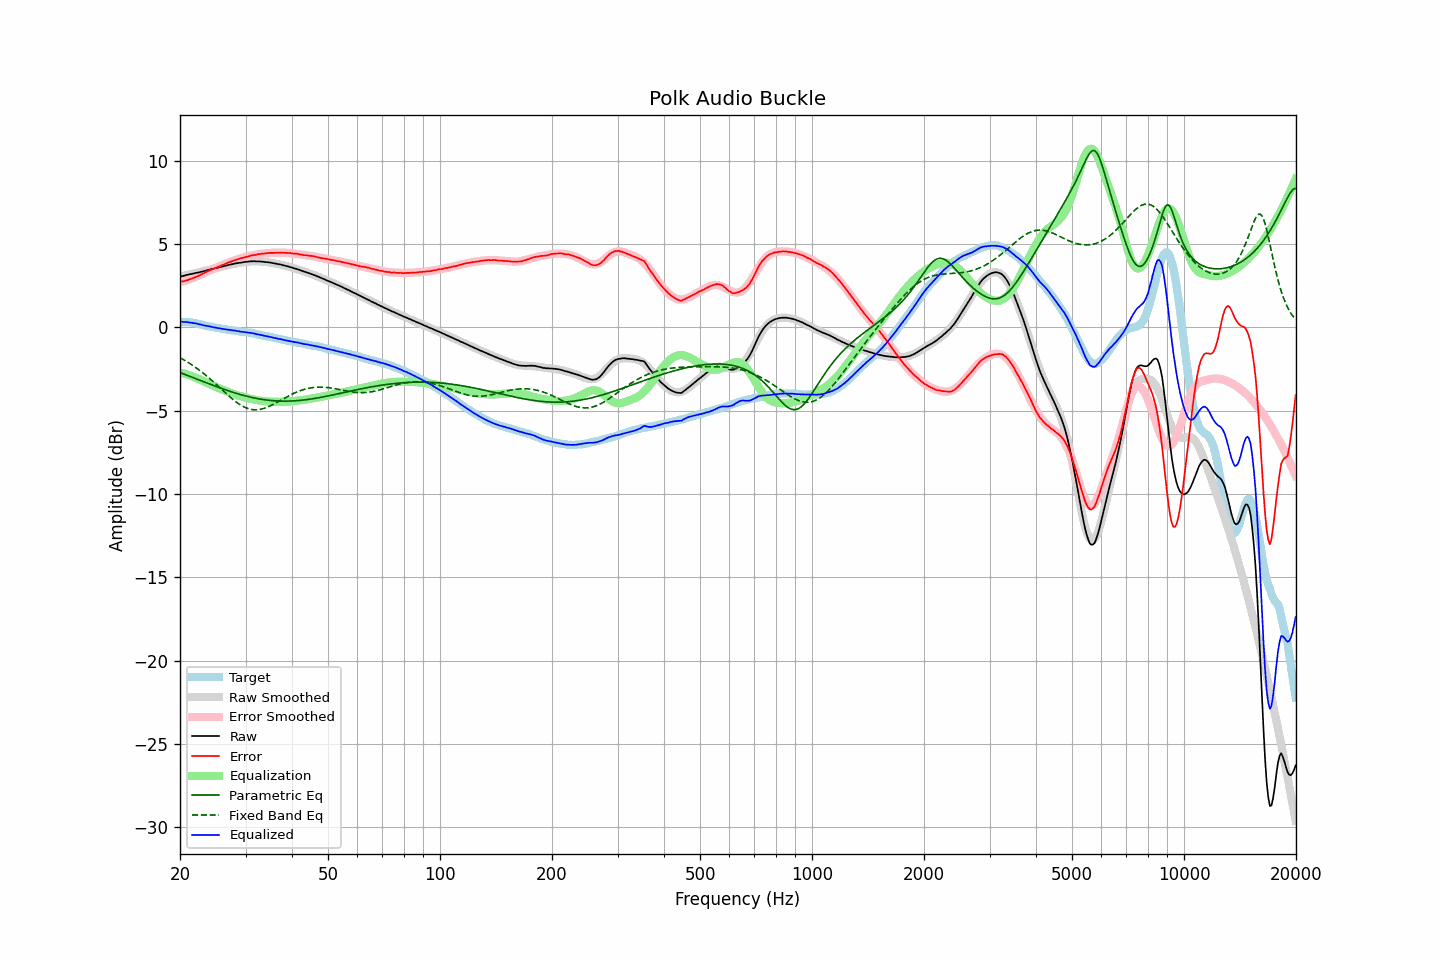 Polk Audio Buckle
Amplitude (dBr)
10
5
0
−5
−10
−15
−20
−25
−30
Target
Raw Smoothed
Error Smoothed
Raw
Error
Equalization
Parametric Eq
Fixed Band Eq
Equalized
20 50 100 200 500 1000 2000 5000 10000 20000
Frequency (Hz)